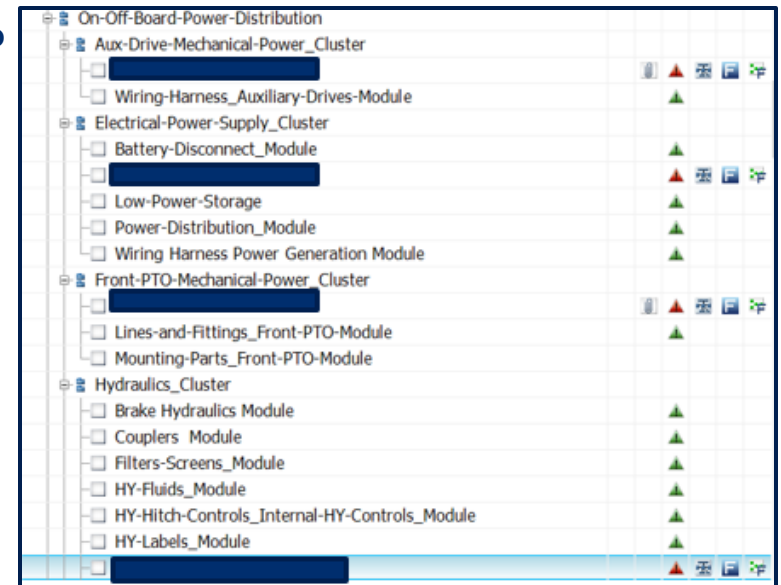 On-Off-Board-Power-Distribution
Aux-Drive-Mechanical-Power_Cluster
Wiring-Harness_Auxiliary-Drives-Module
Electrical-Power-Supply_Cluster
Battery-Disconnect_Module
Low-Power-Storage
Power-Distribution_Module
Wiring Harness Power Generation Module
Front-PTO-Mechanical-Power_Cluster
Lines-and-Fittings_Front-PTO-Module
Mounting-Parts_Front-PTO-Module
Hydraulics_Cluster
Brake Hydraulics Module
Couplers Module
Filters-Screens_Module
HY-Fluids_Module
HY-Hitch-Controls_Internal-HY-Controls_Module
HY-Labels_Module